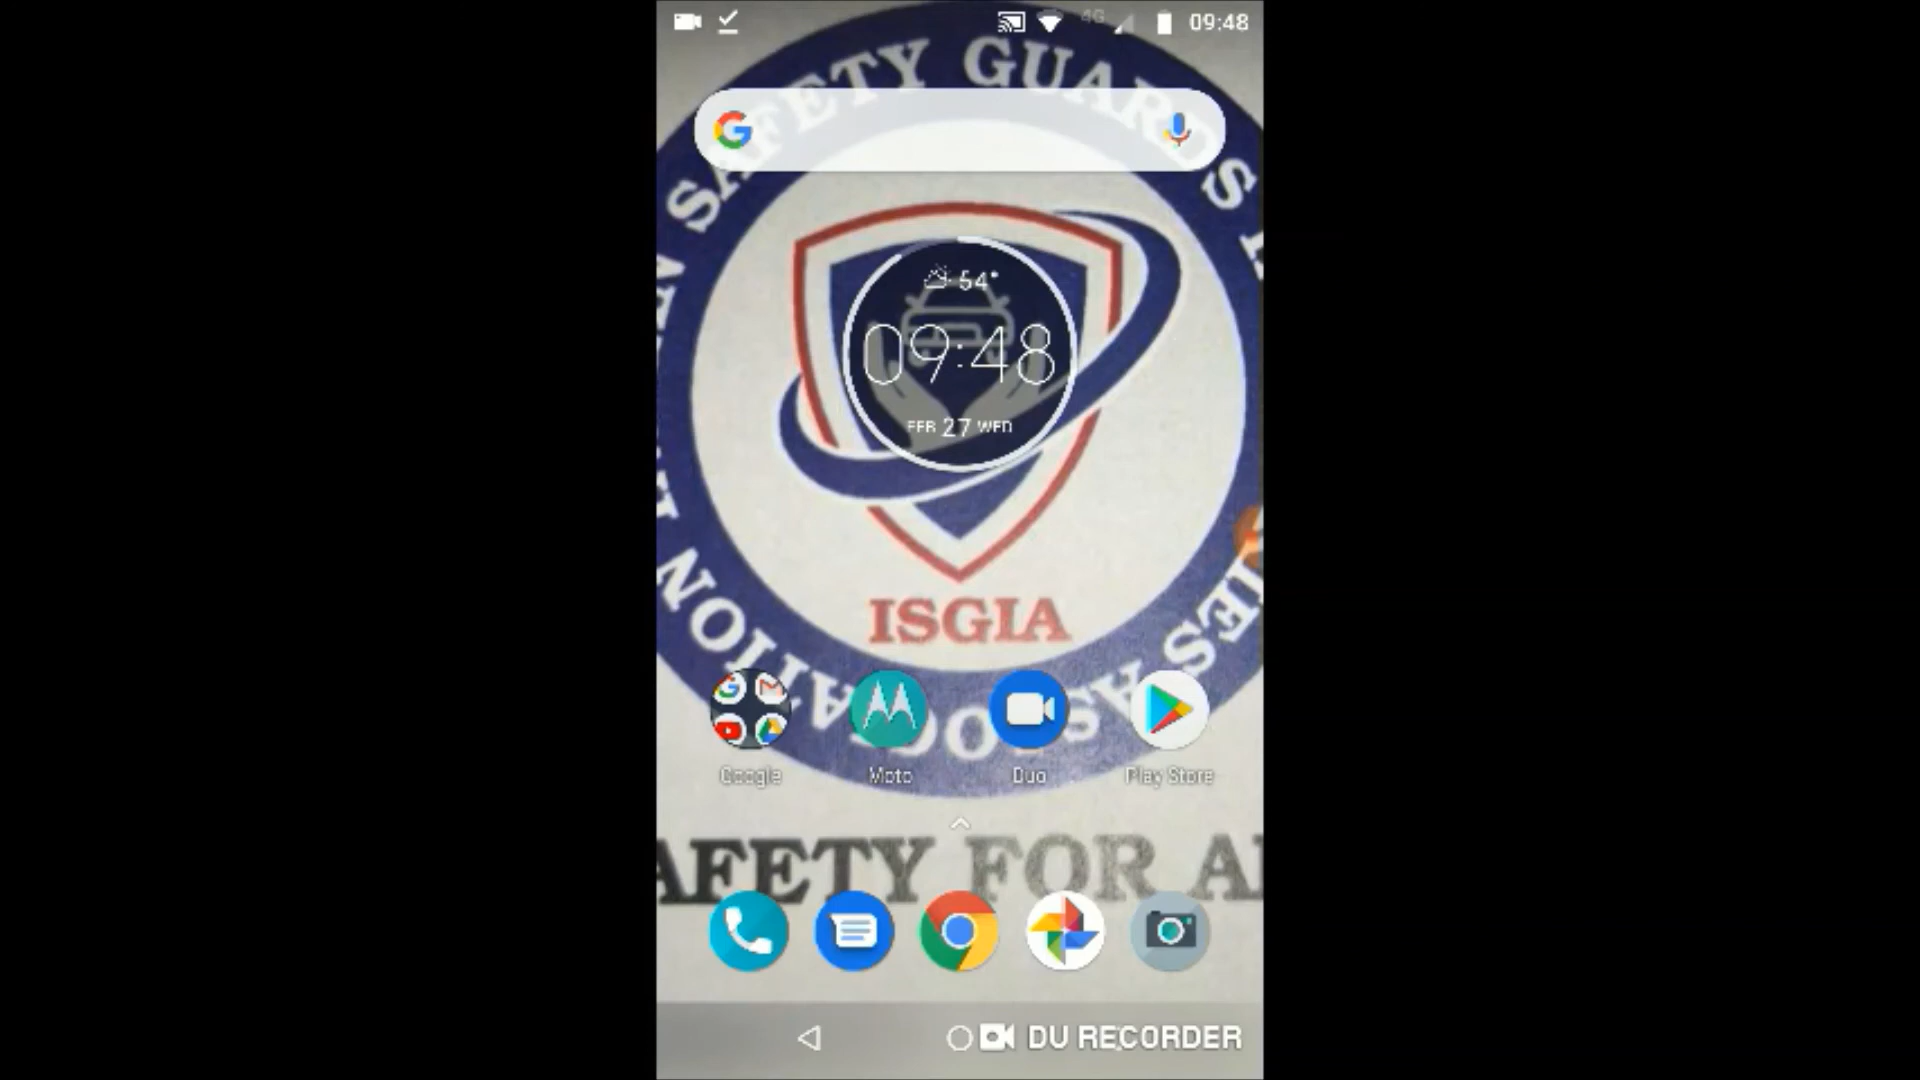 4G 09:48
SAFETY GUARDS
54°
09:48
FEB 27 WED
ISGIA
Google Moto Duo Play Store
AFETY FOR A
DU RECORDER